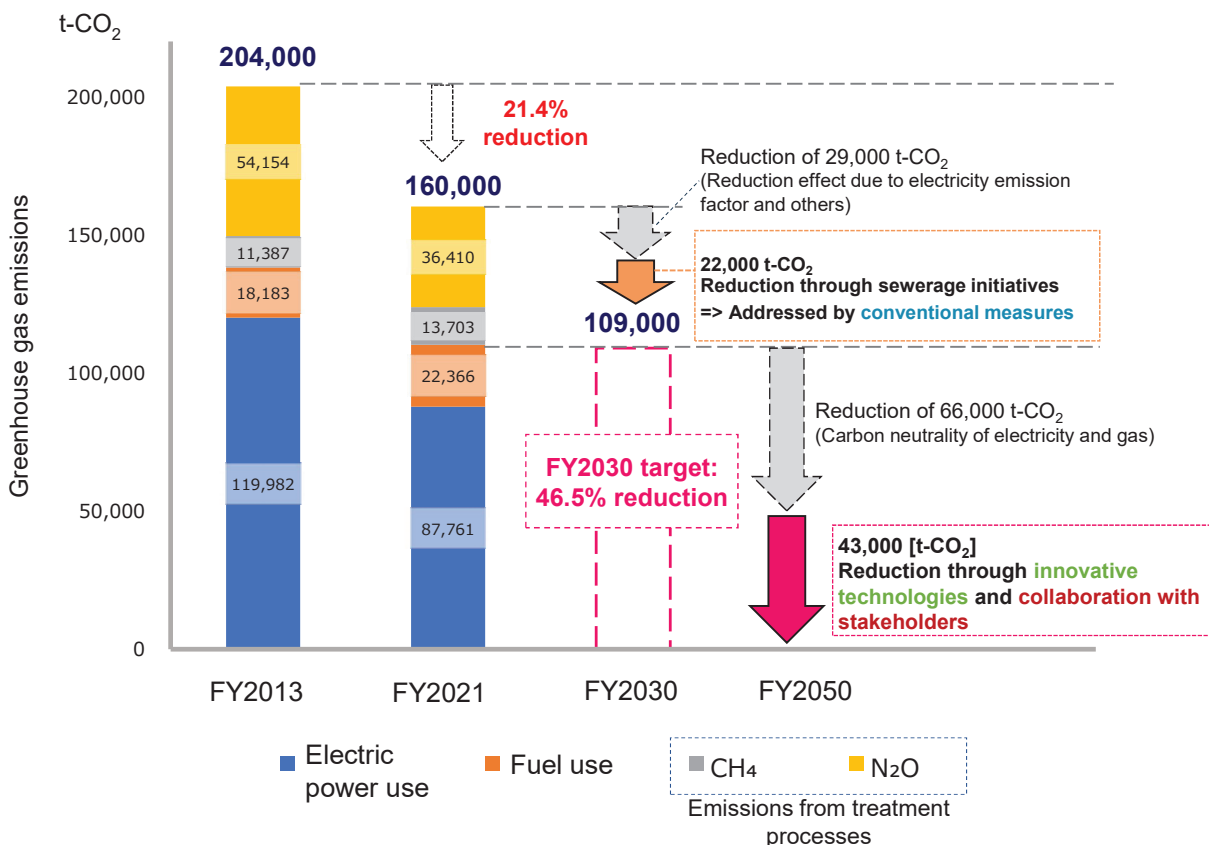 t-CO₂
Greenhouse gas emissions
200,000
150,000
100,000
50,000
0
204,000
54,154
11,387
18,183
119,982
21.4%
reduction
160,000
36,410
13,703
22,366
87,761
Reduction of 29,000 t-CO₂
(Reduction effect due to electricity emission
factor and others)
22,000 t-CO₂
Reduction through sewerage initiatives
=> Addressed by conventional measures
109,000
FY2030 target:
46.5% reduction
Reduction of 66,000 t-CO₂
(Carbon neutrality of electricity and gas)
43,000 [t-CO₂]
Reduction through innovative
technologies and collaboration with
stakeholders
FY2013
FY2021
FY2030
FY2050
Electric
power use
Fuel use
CH₄
N₂O
Emissions from treatment
processes